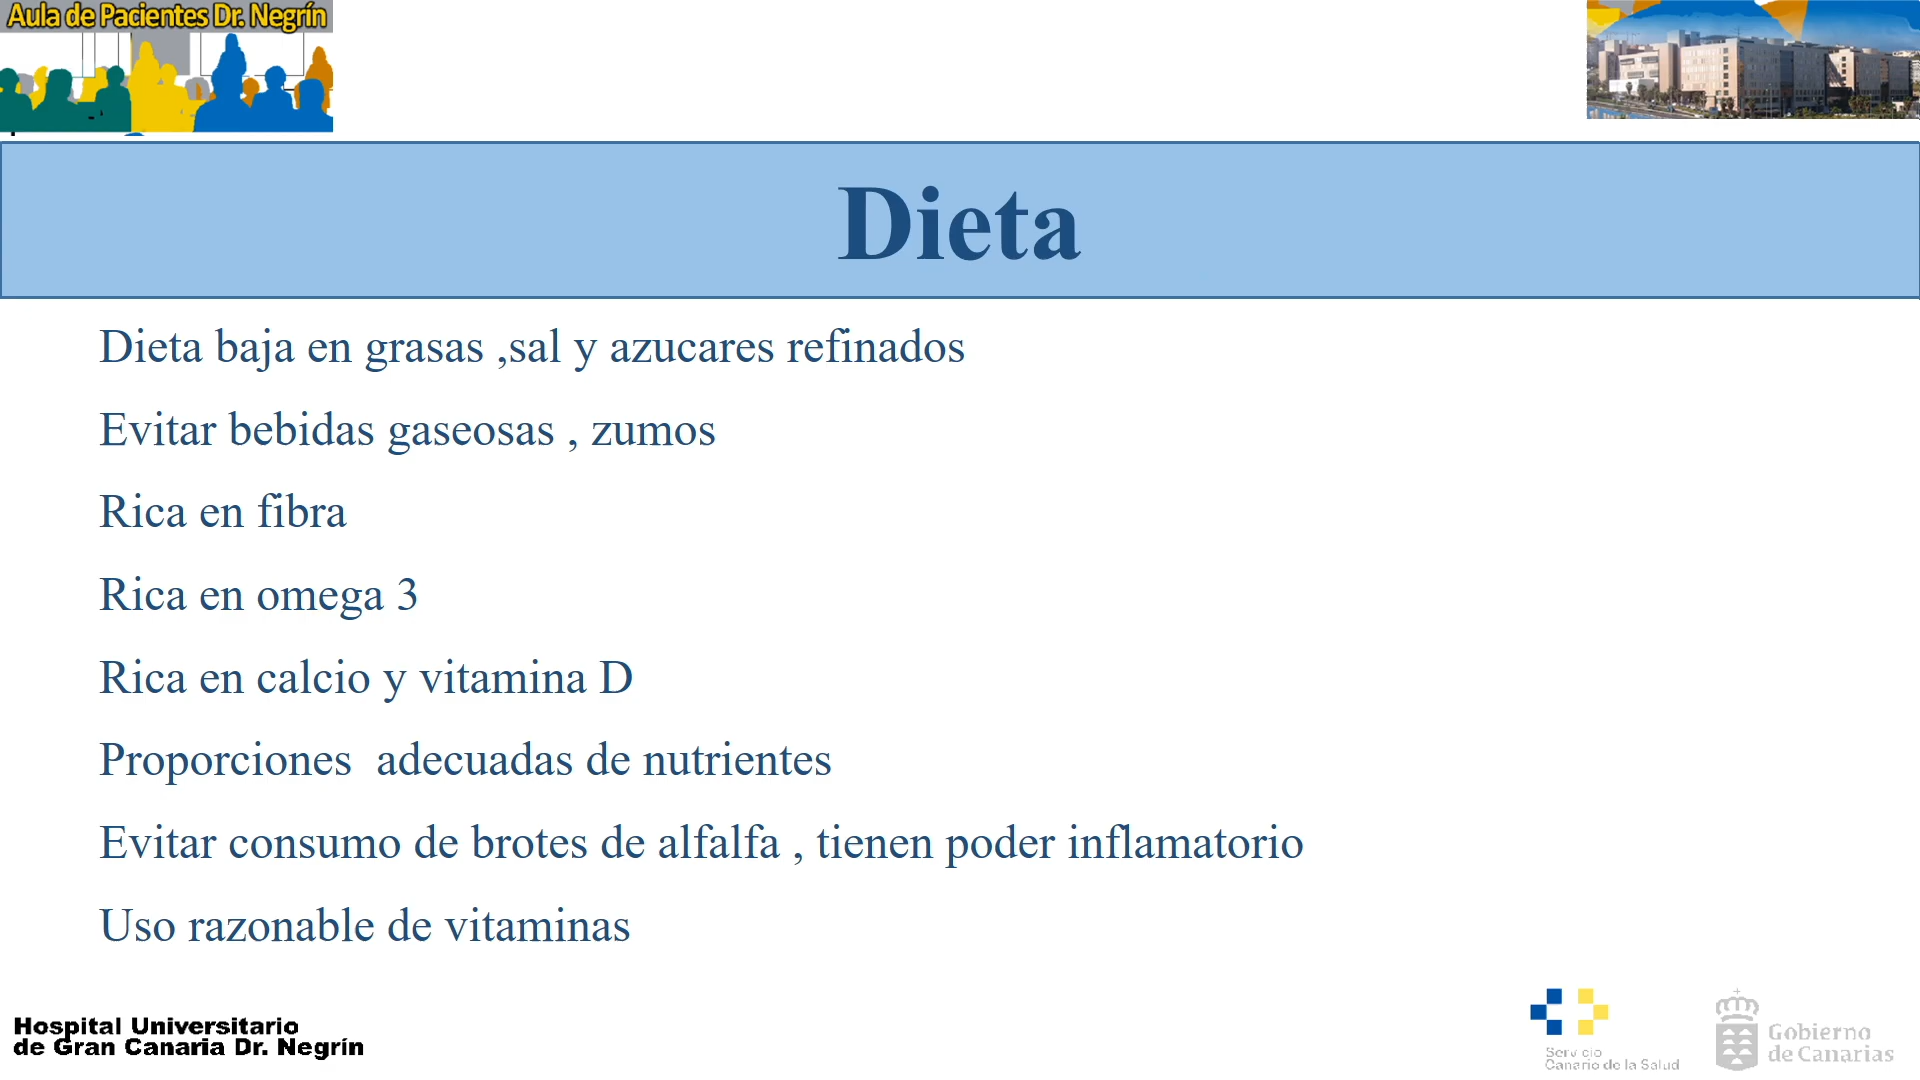 Aula de Pacientes Dr. Negrín
Dieta
Dieta baja en grasas ,sal y azucares refinados
Evitar bebidas gaseosas , zumos
Rica en fibra
Rica en omega 3
Rica en calcio y vitamina D
Proporciones  adecuadas de nutrientes
Evitar consumo de brotes de alfalfa , tienen poder inflamatorio
Uso razonable de vitaminas
Hospital Universitario
de Gran Canaria Dr. Negrín
Servicio
Canario de la Salud
Gobierno
de Canarias